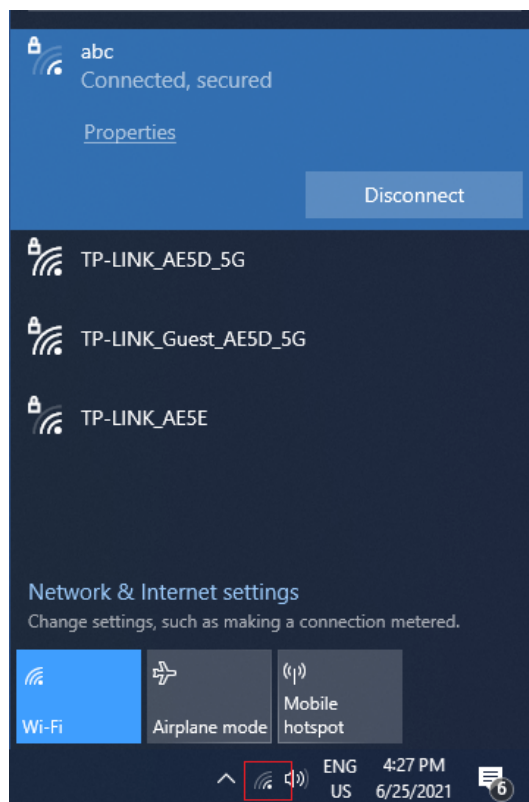 abc
Connected, secured
Properties
Disconnect
TP-LINK_AE5D_5G
TP-LINK_Guest_AE5D_5G
TP-LINK_AE5E
Network & Internet settings
Change settings, such as making a connection metered.
Wi-Fi
Airplane mode
Mobile
hotspot
ENG
US
4:27 PM
6/25/2021
6